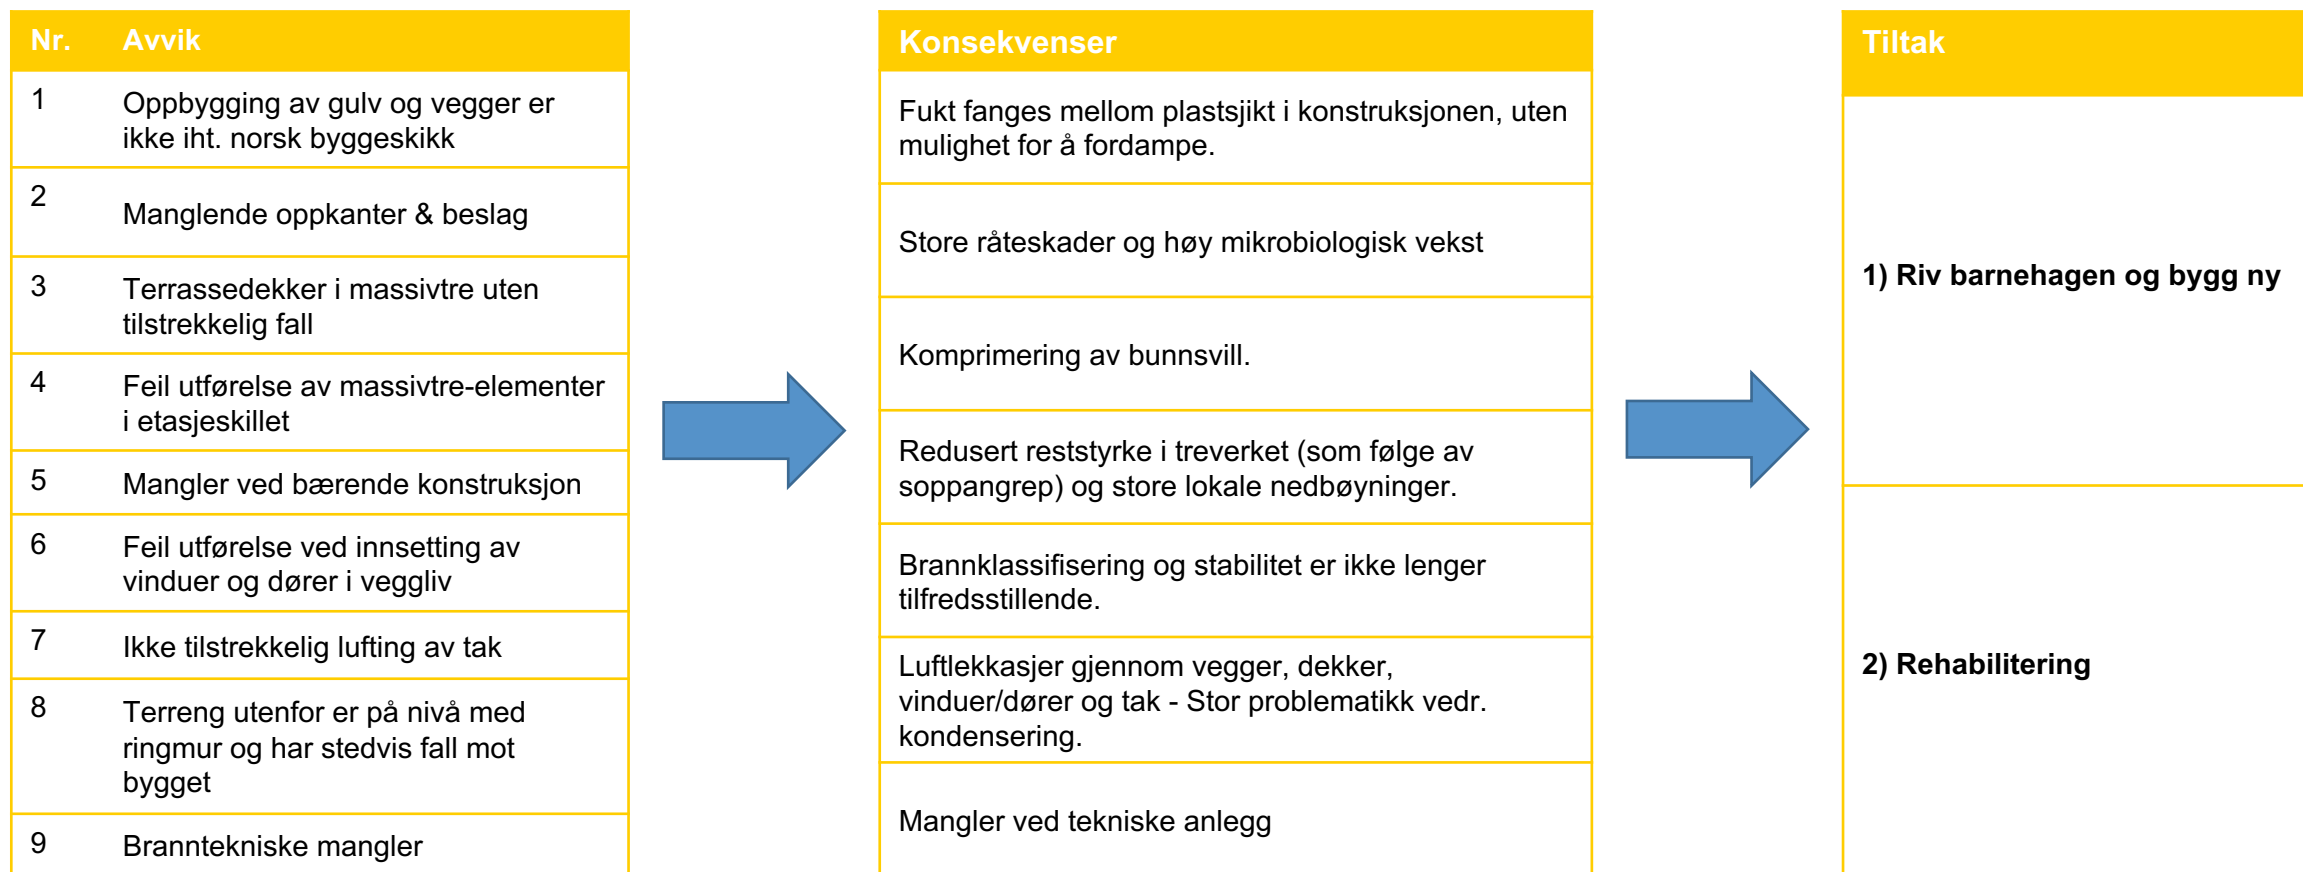 Nr. Avvik
1 Oppbygging av gulv og vegger er
ikke iht. norsk byggeskikk
2 Manglende oppkanter & beslag
3 Terrassedekker i massivtre uten
tilstrekkelig fall
4 Feil utførelse av massivtre-elementer
i etasjeskillet
5 Mangler ved bærende konstruksjon
6 Feil utførelse ved innsetting av
vinduer og dører i veggliv
7 Ikke tilstrekkelig lufting av tak
8 Terreng utenfor er på nivå med
ringmur og har stedvis fall mot
bygget
9 Branntekniske mangler
Konsekvenser
Fukt fanges mellom plastsjikt i konstruksjonen, uten
mulighet for å fordampe.
Store råteskader og høy mikrobiologisk vekst
Komprimering av bunnsvill.
Redusert reststyrke i treverket (som følge av
soppangrep) og store lokale nedbøyninger.
Brannklassifisering og stabilitet er ikke lenger
tilfredsstillende.
Luftlekkasjer gjennom vegger, dekker,
vinduer/dører og tak - Stor problematikk vedr.
kondensering.
Mangler ved tekniske anlegg
Tiltak
1) Riv barnehagen og bygg ny
2) Rehabilitering